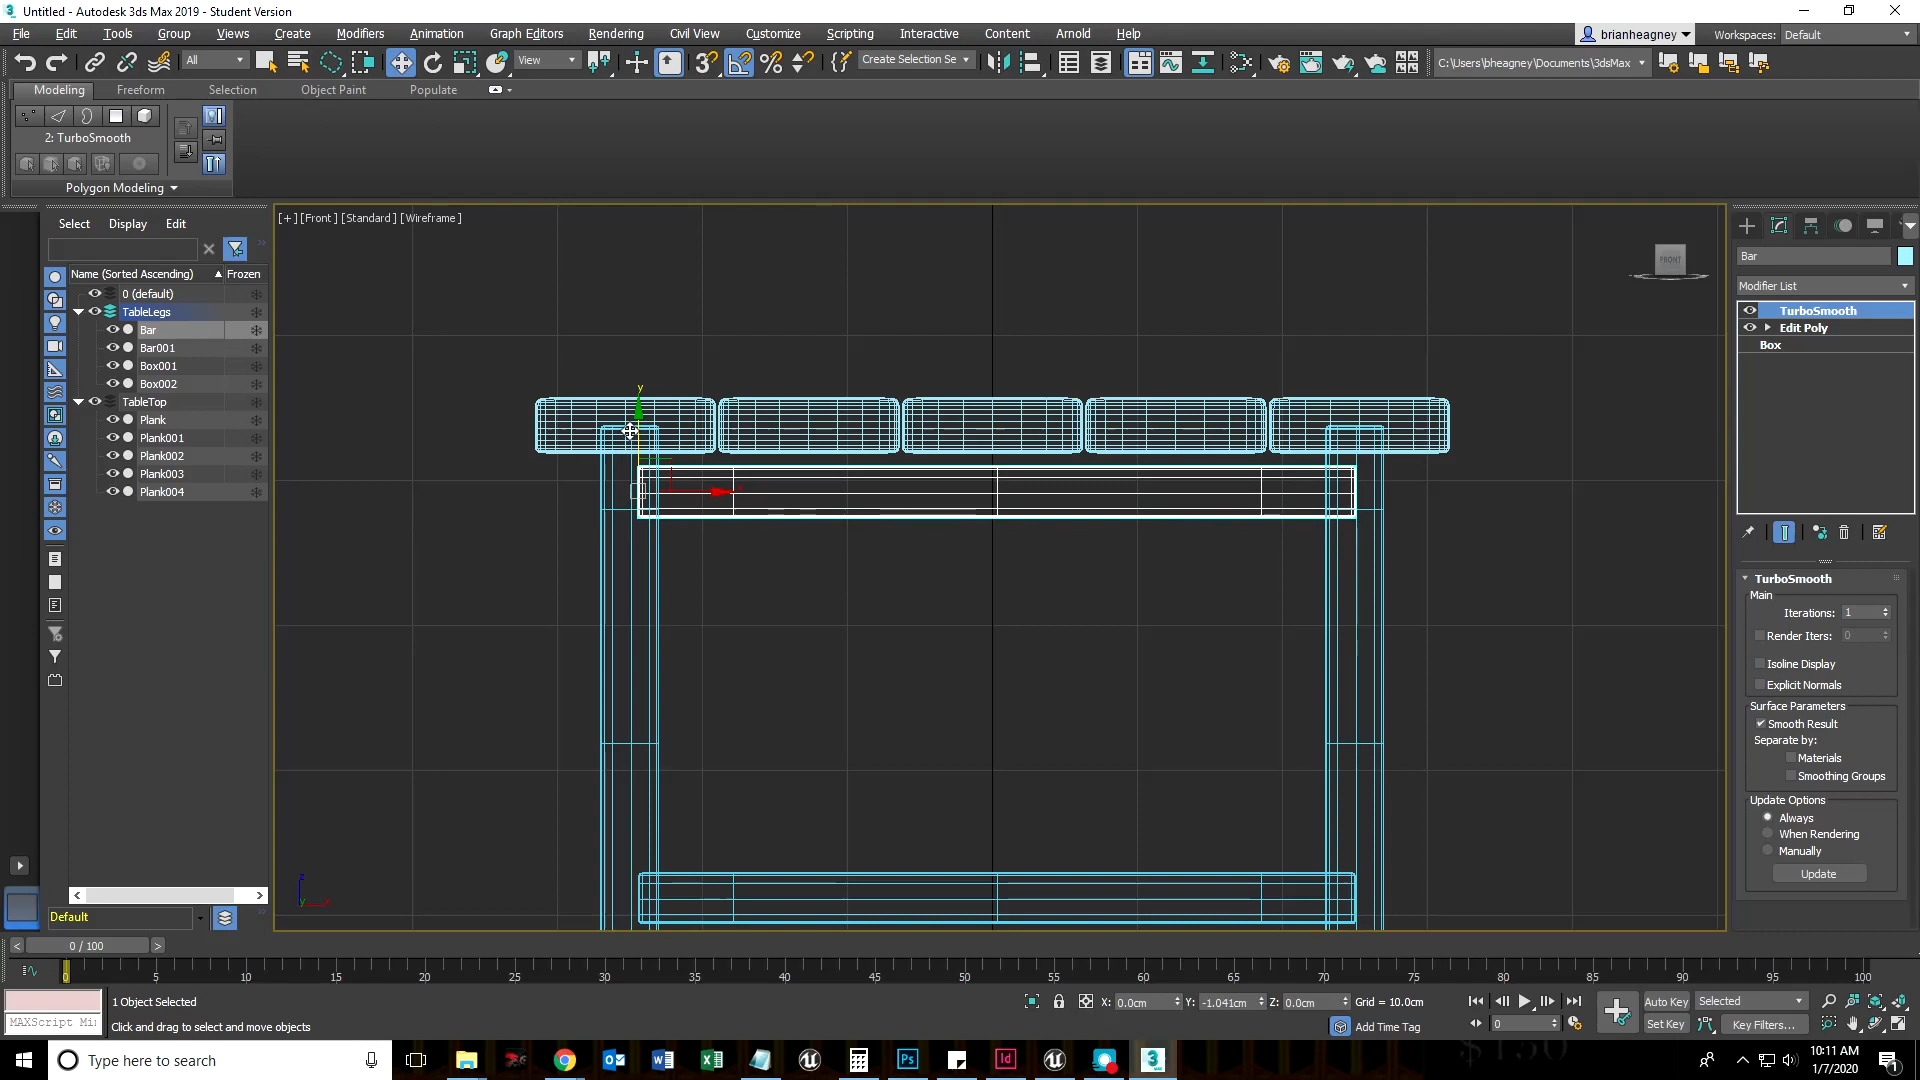 Untitled - Autodesk 3ds Max 2019 - Student Version
File Edit Tools Group Views Create Modifiers Animation Graph Editors Rendering Civil View Customize Scripting Interactive Content Arnold Help
brianheagney Workspaces: Default
All View Create Selection Se C:\Users\bheagney\Documents\3dsMax
Modeling Freeform Selection Object Paint Populate
2: TurboSmooth
Polygon Modeling
Select Display Edit
Name (Sorted Ascending) Frozen
0 (default)
TableLegs
Bar
Bar001
Box001
Box002
TableTop
Plank
Plank001
Plank002
Plank003
Plank004
Default
[+] [Front] [Standard] [Wireframe]
FRONT
y
z
x
y
Bar
Modifier List
TurboSmooth
Edit Poly
Box
TurboSmooth
Main
Iterations: 1
Render Iters: 0
Isoline Display
Explicit Normals
Surface Parameters
Smooth Result
Separate by:
Materials
Smoothing Groups
Update Options
Always
When Rendering
Manually
Update
< 0 / 100 >
0 5 10 15 20 25 30 35 40 45 50 55 60 65 70 75 80 85 90 95 100
1 Object Selected
X: 0.0cm Y: -1.041cm Z: 0.0cm Grid = 10.0cm
Auto Key Selected
MAXScript Mi
Click and drag to select and move objects
Add Time Tag
0
Set Key Key Filters...
Type here to search
$150
10:11 AM
1/7/2020